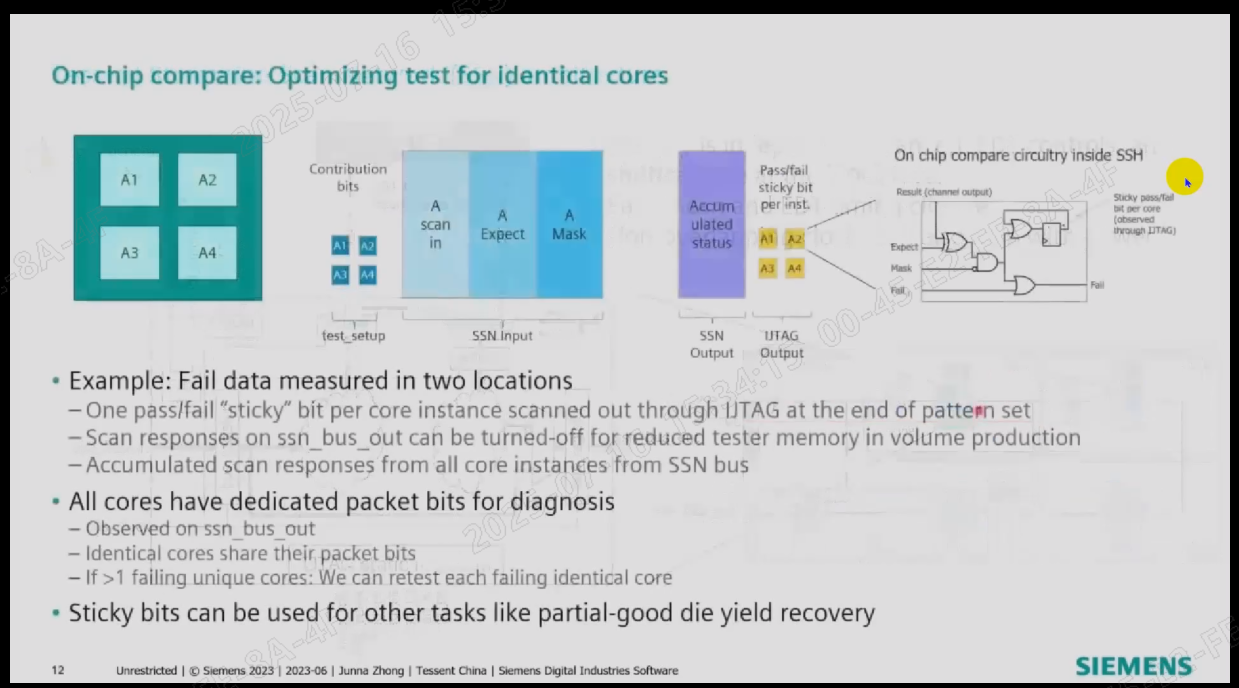 On-chip compare: Optimizing test for identical cores
A1 A2
A3 A4
Contribution
bits
A1 A2
A3 A4
test_setup
A
scan
in
A
Expect
A
Mask
SSN Input
Accum
ulated
status
SSN
Output
Pass/fail
sticky bit
per inst.
A1 A2
A3 A4
IJTAG
Output
On chip compare circuitry inside SSH
Result (channel output)
Expect
Mask
Fail
Fail
Sticky pass/fail
bit per core
(observed
through IJTAG)
• Example: Fail data measured in two locations
– One pass/fail “sticky” bit per core instance scanned out through IJTAG at the end of pattern set
– Scan responses on ssn_bus_out can be turned-off for reduced tester memory in volume production
– Accumulated scan responses from all core instances from SSN bus
• All cores have dedicated packet bits for diagnosis
– Observed on ssn_bus_out
– Identical cores share their packet bits
– If >1 failing unique cores: We can retest each failing identical core
• Sticky bits can be used for other tasks like partial-good die yield recovery
12 Unrestricted | © Siemens 2023 | 2023-06 | Junna Zhong | Tessent China | Siemens Digital Industries Software
SIEMENS